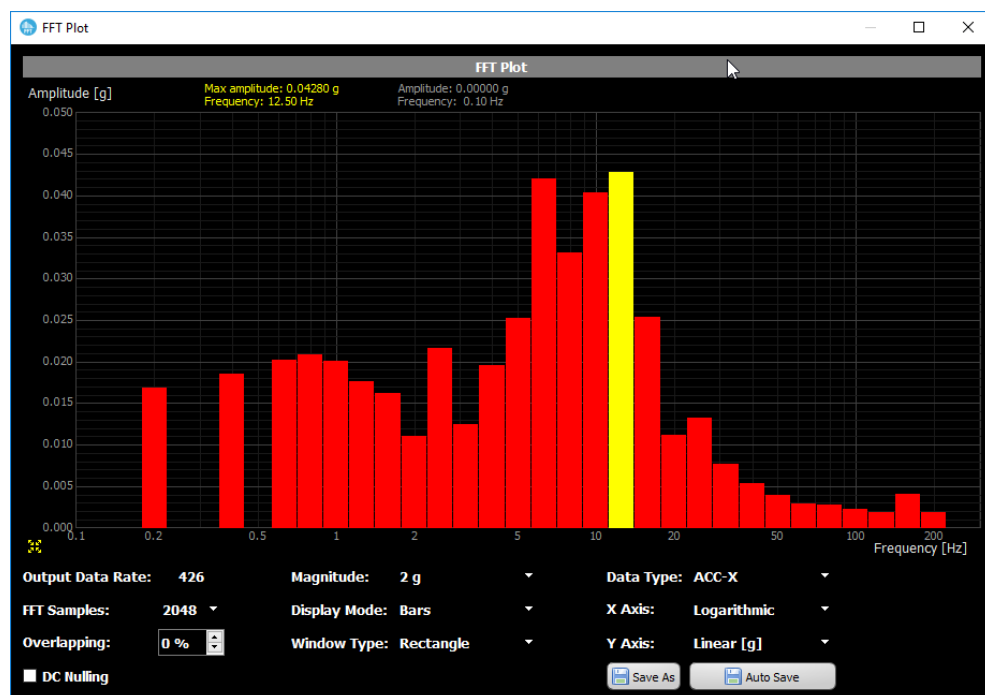 FFT Plot
FFT Plot
Amplitude [g]
Max amplitude: 0.04280 g
Frequency: 12.50 Hz
Amplitude: 0.00000 g
Frequency: 0.10 Hz
0.050
0.045
0.040
0.035
0.030
0.025
0.020
0.015
0.010
0.005
0.000
0.1 0.2 0.5 1 2 5 10 20 50 100 200
Frequency [Hz]
Output Data Rate: 426 Magnitude: 2 g Data Type: ACC-X
FFT Samples: 2048 Display Mode: Bars X Axis: Logarithmic
Overlapping: 0 % Window Type: Rectangle Y Axis: Linear [g]
DC Nulling Save As Auto Save